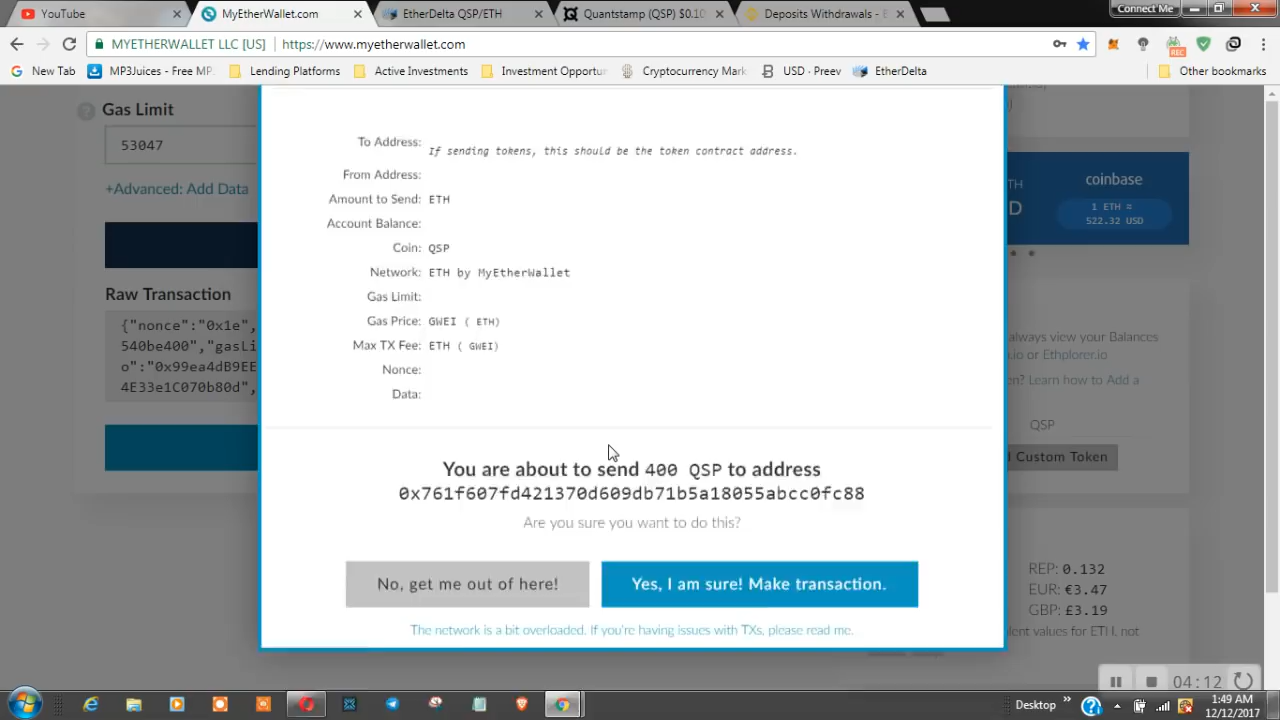 Connect Me
YouTube
MyEtherWallet.com
EtherDelta QSP/ETH
Quantstamp (QSP) $0.10
Deposits Withdrawals - E
MYETHERWALLET LLC [US]
https://www.myetherwallet.com
REC
New Tab
MP3Juices - Free MP
Lending Platforms
Active Investments
Investment Opportu
Cryptocurrency Mark
USD · Preev
EtherDelta
Other bookmarks
Gas Limit
53047
+Advanced: Add Data
Raw Transaction
{"nonce":"0x1e",
540be400","gasLi
o":"0x99ea4dB9EE
4E33e1C070b80d",
To Address:
If sending tokens, this should be the token contract address.
From Address:
Amount to Send: ETH
Account Balance:
Coin: QSP
Network: ETH by MyEtherWallet
Gas Limit:
Gas Price: GWEI ( ETH)
Max TX Fee: ETH ( GWEI)
Nonce:
Data:
You are about to send 400 QSP to address
0x761f607fd421370d609db71b5a18055abcc0fc88
Are you sure you want to do this?
No, get me out of here!
Yes, I am sure! Make transaction.
The network is a bit overloaded. If you're having issues with TXs, please read me.
coinbase
1 ETH ≈
522.32 USD
always view your Balances
.io or Ethplorer.io
en? Learn how to Add a
QSP
Custom Token
REP: 0.132
EUR: €3.47
GBP: £3.19
lent values for ETH, not
04:12
Desktop
1:49 AM
12/12/2017